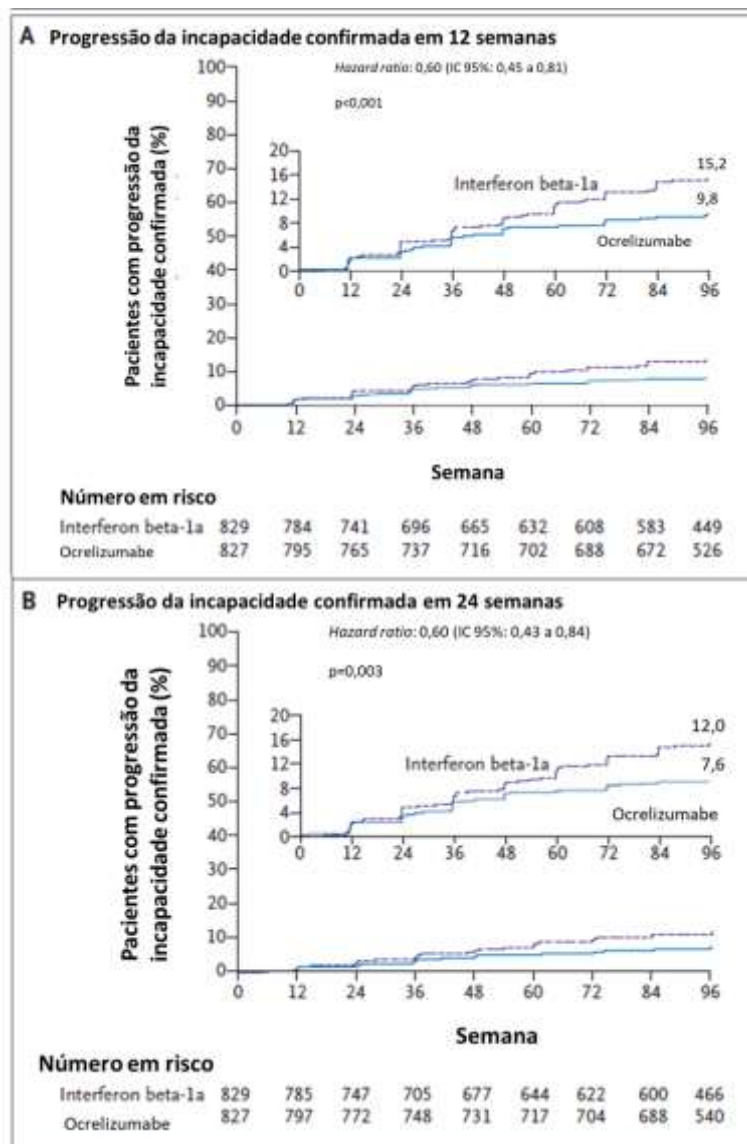 A Progressão da incapacidade confirmada em 12 semanas
Hazard ratio: 0,60 (IC 95%: 0,45 a 0,81)
p<0,001
Pacientes com progressão da
incapacidade confirmada (%)
100
90
80
70
60
50
40
30
20
10
0
20
16
12
8
4
0
Interferon beta-1a
15,2
9,8
Ocrelizumabe
0 12 24 36 48 60 72 84 96
0 12 24 36 48 60 72 84 96
Semana
Número em risco
Interferon beta-1a 829 784 741 696 665 632 608 583 449
Ocrelizumabe 827 795 765 737 716 702 688 672 526
B Progressão da incapacidade confirmada em 24 semanas
Hazard ratio: 0,60 (IC 95%: 0,43 a 0,84)
p=0,003
Pacientes com progressão da
incapacidade confirmada (%)
100
90
80
70
60
50
40
30
20
10
0
20
16
12
8
4
0
Interferon beta-1a
12,0
7,6
Ocrelizumabe
0 12 24 36 48 60 72 84 96
0 12 24 36 48 60 72 84 96
Semana
Número em risco
Interferon beta-1a 829 785 747 705 677 644 622 600 466
Ocrelizumabe 827 797 772 748 731 717 704 688 540